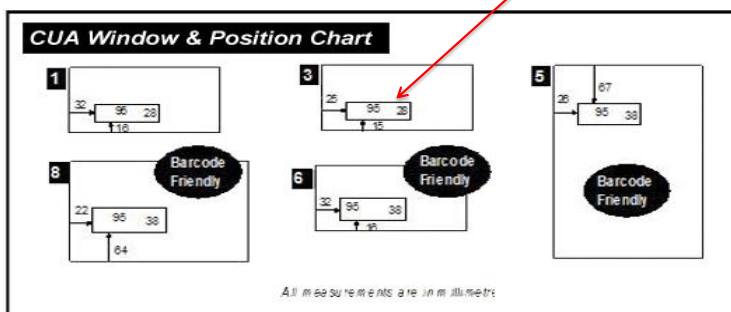 CUA Window & Position Chart
1
32
95 28
16
3
25
95 28
15
5
67
26
95 38
Barcode
Friendly
8
Barcode
Friendly
22
95 38
64
6
Barcode
Friendly
32
95 38
16
All measurements are in millimetre